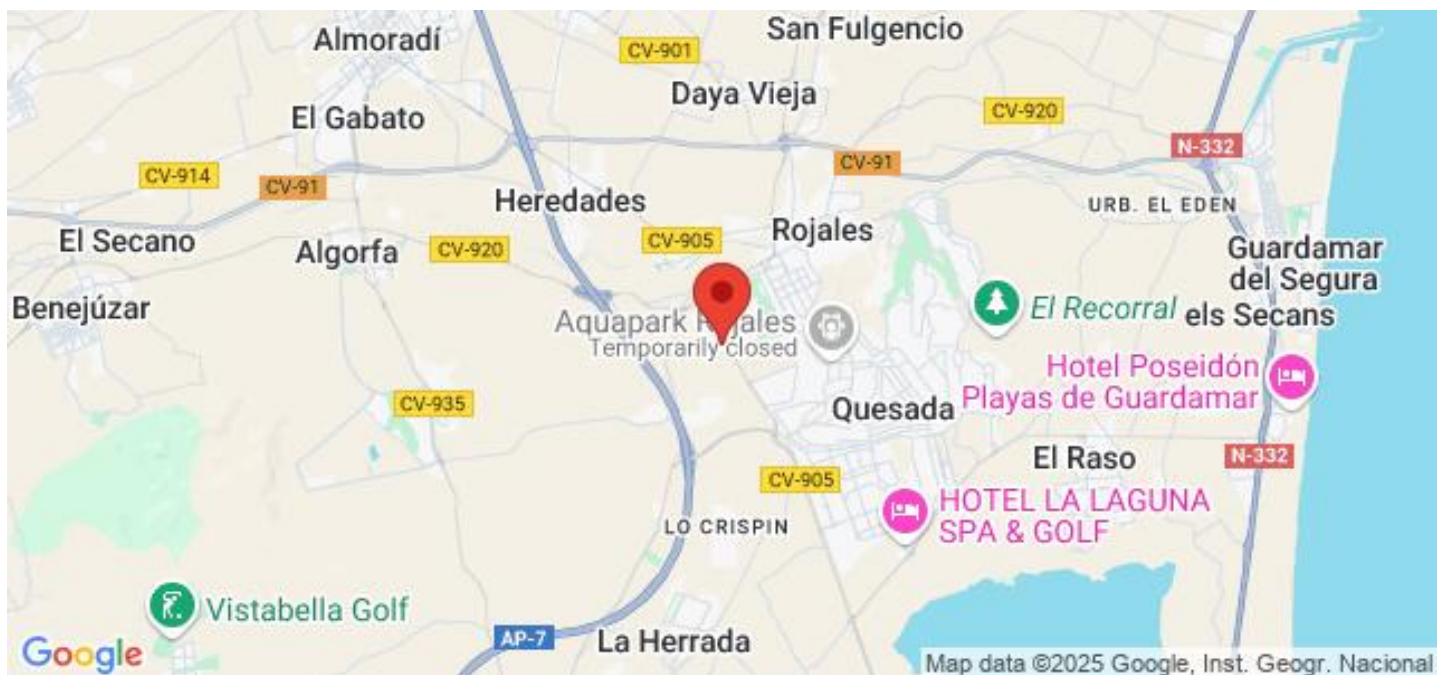 San Fulgencio
Almoradí
CV-901
Daya Vieja
El Gabato
CV-920
N-332
CV-91
CV-914
CV-91
Heredades
URB. EL EDEN
El Secano
Algorfa
CV-920
CV-905
Rojales
Guardamar
del Segura
Benejúzar
El Recorral
els Secans
Aquapark Rojales
Temporarily closed
Hotel Poseidón
Playas de Guardamar
CV-935
Quesada
El Raso
N-332
CV-905
HOTEL LA LAGUNA
SPA & GOLF
LO CRISPIN
Vistabella Golf
AP-7
La Herrada
Google
Map data ©2025 Google, Inst. Geogr. Nacional